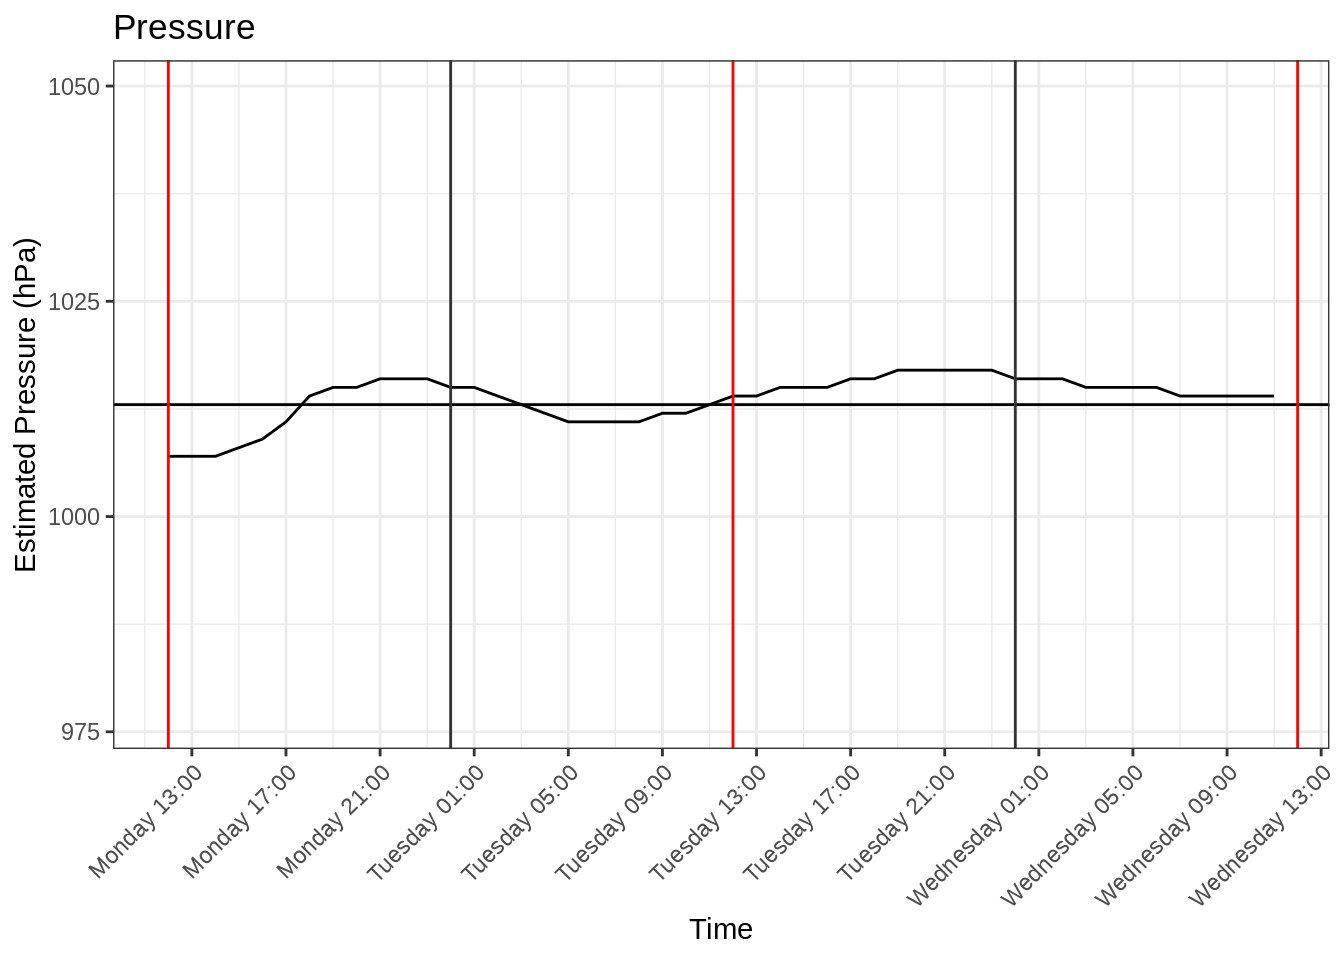 Pressure
Estimated Pressure (hPa)
1050
1025
1000
975
Monday 13:00
Monday 17:00
Monday 21:00
Tuesday 01:00
Tuesday 05:00
Tuesday 09:00
Tuesday 13:00
Tuesday 17:00
Tuesday 21:00
Wednesday 01:00
Wednesday 05:00
Wednesday 09:00
Wednesday 13:00
Time